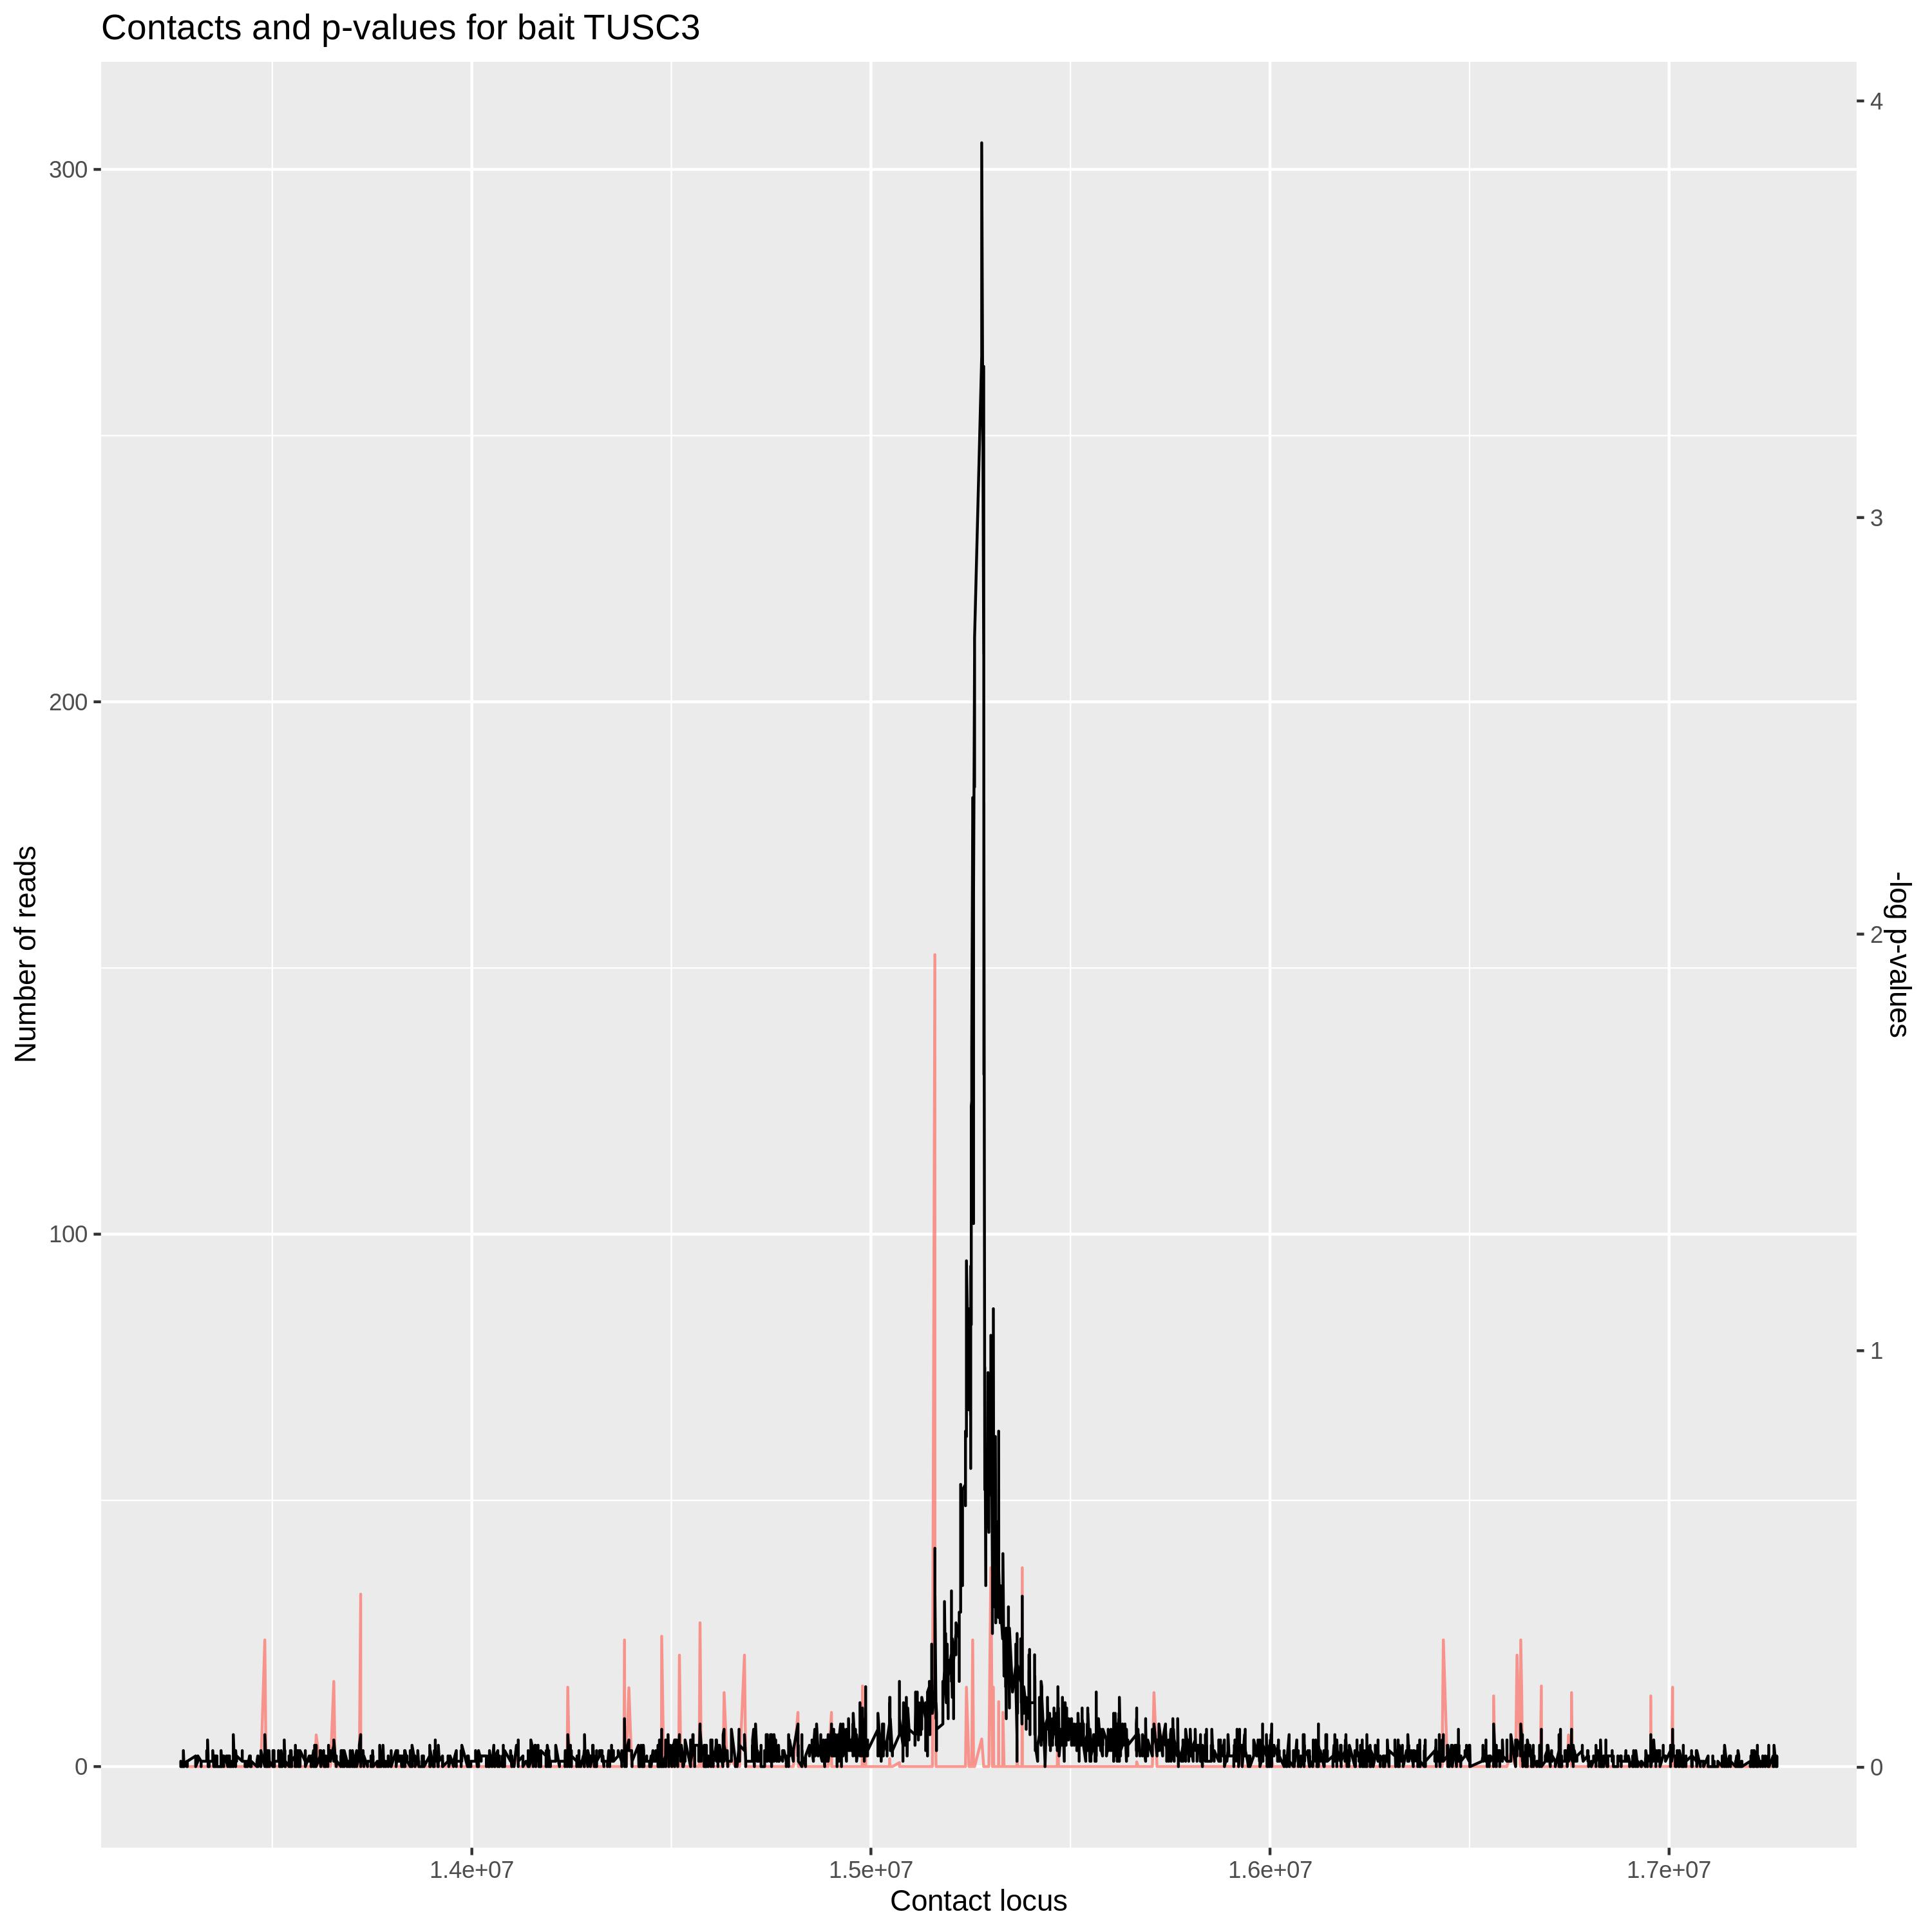 Contacts and p-values for bait TUSC3
300
200
100
0
Number of reads
4
3
2
1
0
-log p-values
1.4e+07
1.5e+07
1.6e+07
1.7e+07
Contact locus